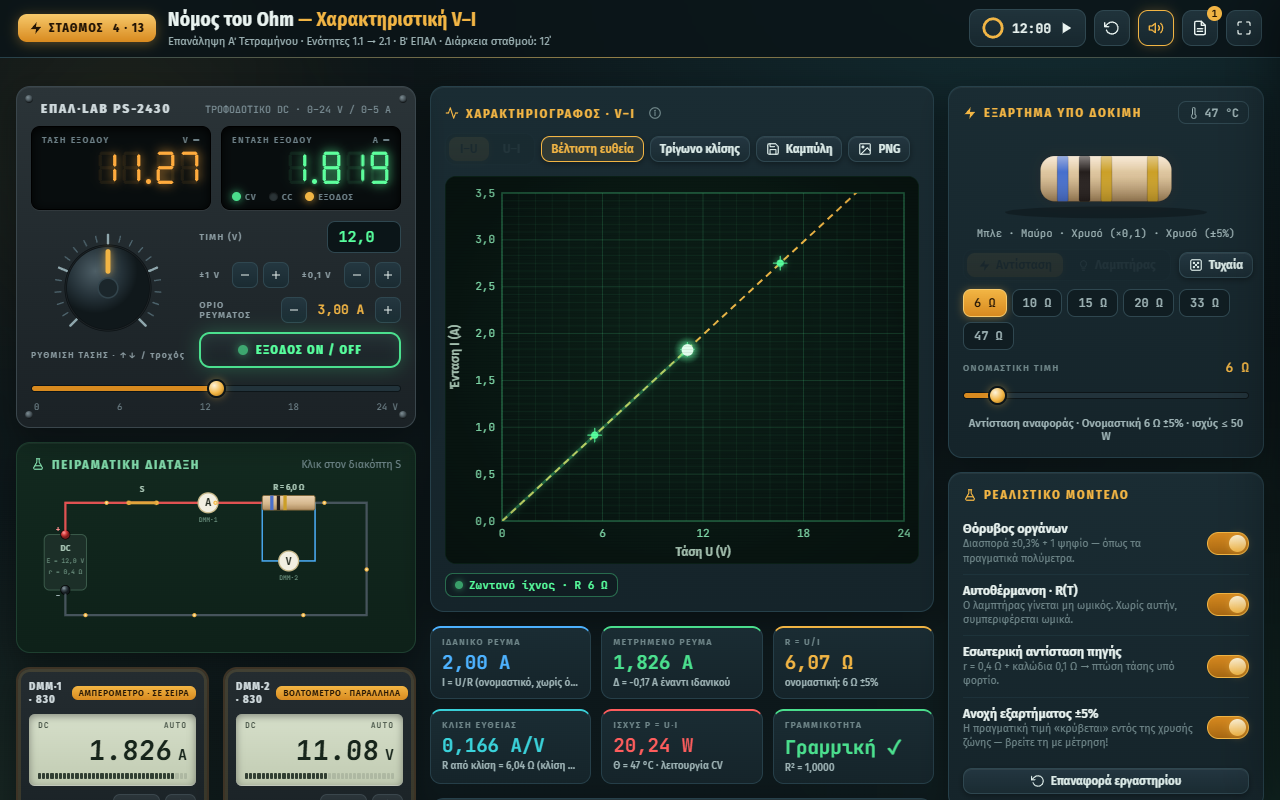 ΣΤΑΘΜΟΣ 4 · 13
Νόμος του Ohm — Χαρακτηριστική V–I
Επανάληψη Α' Τετραμήνου · Ενότητες 1.1 → 2.1 · Β' ΕΠΑΛ · Διάρκεια σταθμού: 12'
12:00
1
ΕΠΑΛ·LAB PS-2430
ΤΡΟΦΟΔΟΤΙΚΟ DC · 0–24 V / 0–5 A
ΤΑΣΗ ΕΞΟΔΟΥ
V ⎓
11.27
ΕΝΤΑΣΗ ΕΞΟΔΟΥ
A ⎓
1.819
CV
CC
ΕΞΟΔΟΣ
ΤΙΜΗ (V)
12,0
±1 V
−
+
±0,1 V
−
+
ΟΡΙΟ ΡΕΥΜΑΤΟΣ
−
3,00 A
+
ΡΥΘΜΙΣΗ ΤΑΣΗΣ · ↑↓ / τροχός
ΕΞΟΔΟΣ ON / OFF
0 6 12 18 24 V
ΠΕΙΡΑΜΑΤΙΚΗ ΔΙΑΤΑΞΗ
Κλικ στον διακόπτη S
S
A
DMM-1
R = 6,0 Ω
+
DC
E = 12,0 V
r = 0,4 Ω
−
V
DMM-2
DMM-1 · 830
ΑΜΠΕΡΟΜΕΤΡΟ · ΣΕ ΣΕΙΡΑ
DC AUTO
1.826 A
DMM-2 · 830
ΒΟΛΤΟΜΕΤΡΟ · ΠΑΡΑΛΛΗΛΑ
DC AUTO
11.08 V
ΧΑΡΑΚΤΗΡΙΟΓΡΑΦΟΣ · V–I
I–U
U–I
Βέλτιστη ευθεία
Τρίγωνο κλίσης
Καμπύλη
PNG
3,5
3,0
2,5
2,0
1,5
1,0
0,5
0,0
Ένταση I (A)
0 6 12 18 24
Τάση U (V)
Ζωντανό ίχνος · R 6 Ω
ΙΔΑΝΙΚΟ ΡΕΥΜΑ
2,00 A
I = U/R (ονομαστικό, χωρίς ό...
ΜΕΤΡΗΜΕΝΟ ΡΕΥΜΑ
1,826 A
Δ = -0,17 A έναντι ιδανικού
R = U/I
6,07 Ω
ονομαστική: 6 Ω ±5%
ΚΛΙΣΗ ΕΥΘΕΙΑΣ
0,166 A/V
R από κλίση = 6,04 Ω (κλίση ...
ΙΣΧΥΣ P = U·I
20,24 W
Θ = 47 °C · λειτουργία CV
ΓΡΑΜΜΙΚΟΤΗΤΑ
Γραμμική ✓
R² = 1,0000
ΕΞΑΡΤΗΜΑ ΥΠΟ ΔΟΚΙΜΗ
47 °C
Μπλε · Μαύρο · Χρυσό (×0,1) · Χρυσό (±5%)
Αντίσταση
Λαμπτήρας
Τυχαία
6 Ω
10 Ω
15 Ω
20 Ω
33 Ω
47 Ω
ΟΝΟΜΑΣΤΙΚΗ ΤΙΜΗ
6 Ω
Αντίσταση αναφοράς · Ονομαστική 6 Ω ±5% · ισχύς ≤ 50
W
ΡΕΑΛΙΣΤΙΚΟ ΜΟΝΤΕΛΟ
Θόρυβος οργάνων
Διασπορά ±0,3% + 1 ψηφίο — όπως τα
πραγματικά πολύμετρα.
Αυτοθέρμανση · R(T)
Ο λαμπτήρας γίνεται μη ωμικός. Χωρίς αυτήν,
συμπεριφέρεται ωμικά.
Εσωτερική αντίσταση πηγής
r = 0,4 Ω + καλώδια 0,1 Ω → πτώση τάσης υπό
φορτίο.
Ανοχή εξαρτήματος ±5%
Η πραγματική τιμή «κρύβεται» εντός της χρυσής
ζώνης — βρείτε τη με μέτρηση!
Επαναφορά εργαστηρίου